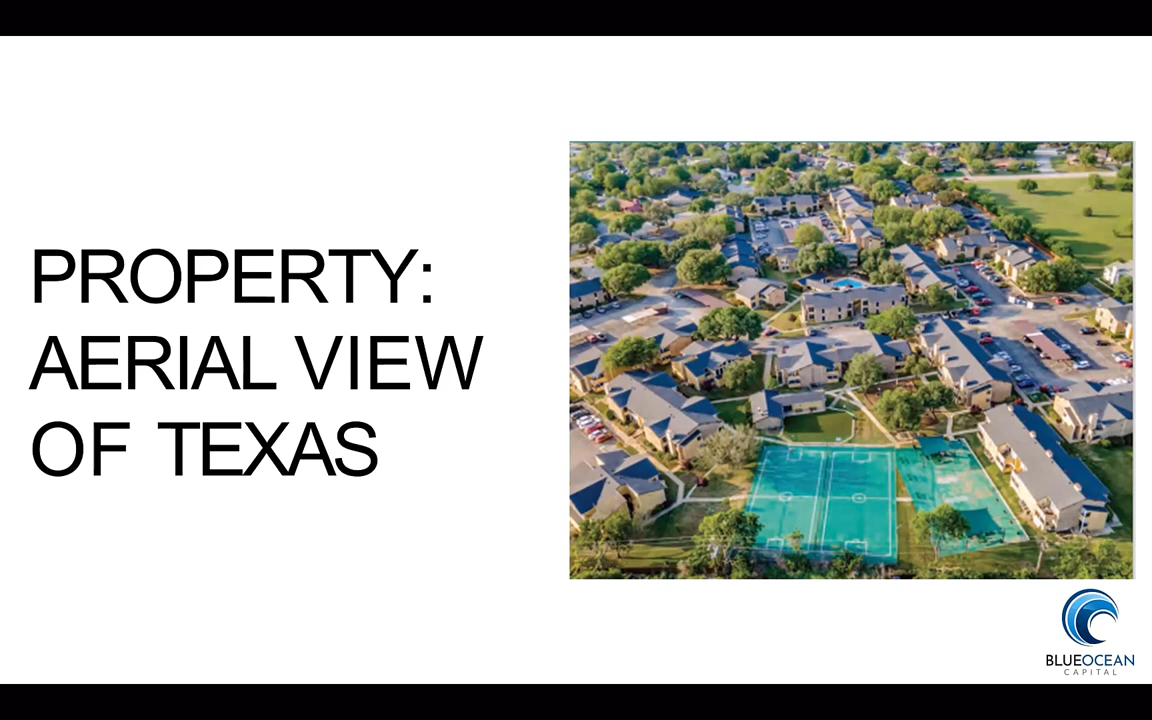 PROPERTY:
AERIAL VIEW
OF TEXAS
BLUEOCEAN
CAPITAL